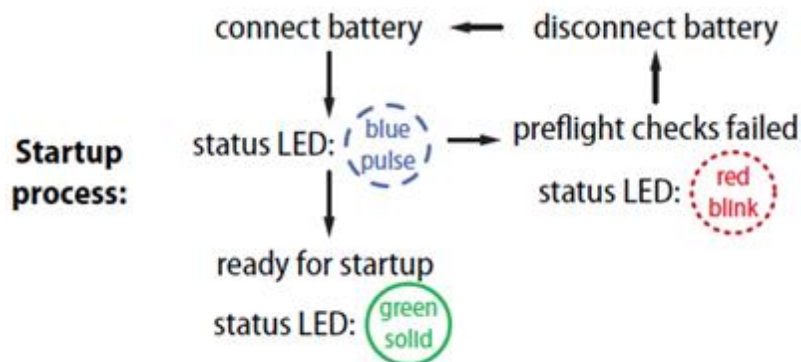 connect battery
disconnect battery
Startup
process:
status LED:
blue
pulse
preflight checks failed
status LED:
red
blink
ready for startup
status LED:
green
solid